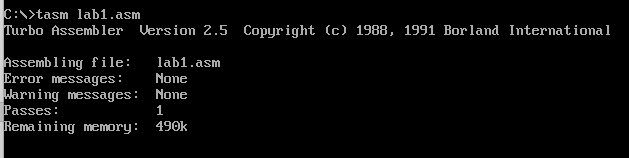 C:\>tasm lab1.asm
Turbo Assembler  Version 2.5  Copyright (c) 1988, 1991 Borland International
Assembling file:   lab1.asm
Error messages:    None
Warning messages:  None
Passes:            1
Remaining memory:  490k